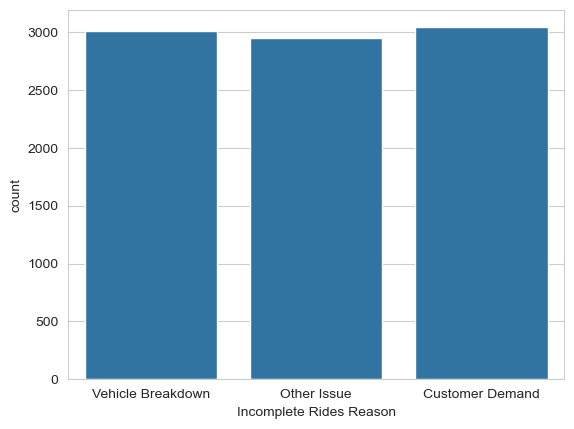 3000
2500
2000
1500
1000
500
0
count
Vehicle Breakdown
Other Issue
Customer Demand
Incomplete Rides Reason